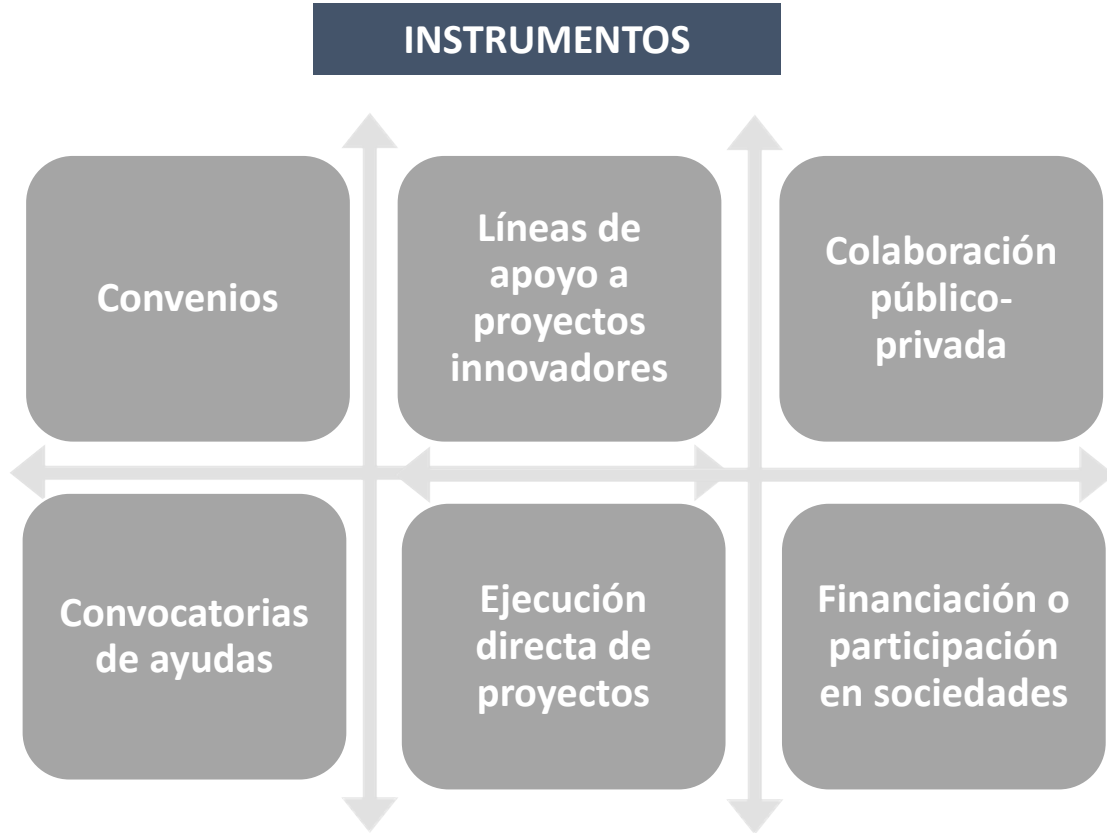 INSTRUMENTOS
Convenios
Líneas de
apoyo a
proyectos
innovadores
Colaboración
público-
privada
Convocatorias
de ayudas
Ejecución
directa de
proyectos
Financiación o
participación
en sociedades